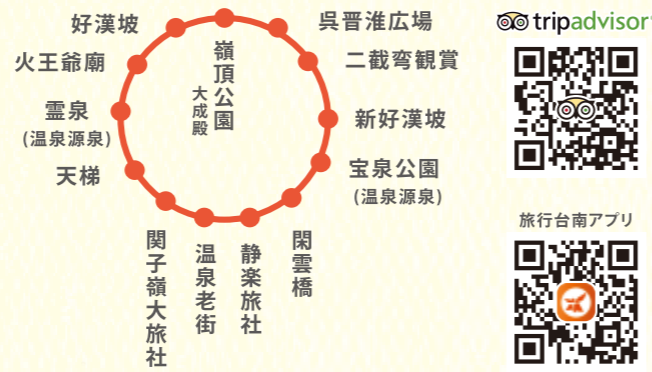 好漢坡
火王爺廟
霊泉
(温泉源泉)
天梯
嶺頂公園
大成殿
呉晋淮広場
二截弯観賞
新好漢坡
宝泉公園
(温泉源泉)
関子嶺大旅社
温泉老街
静楽旅社
閑雲橋
tripadvisor
旅行台南アプリ